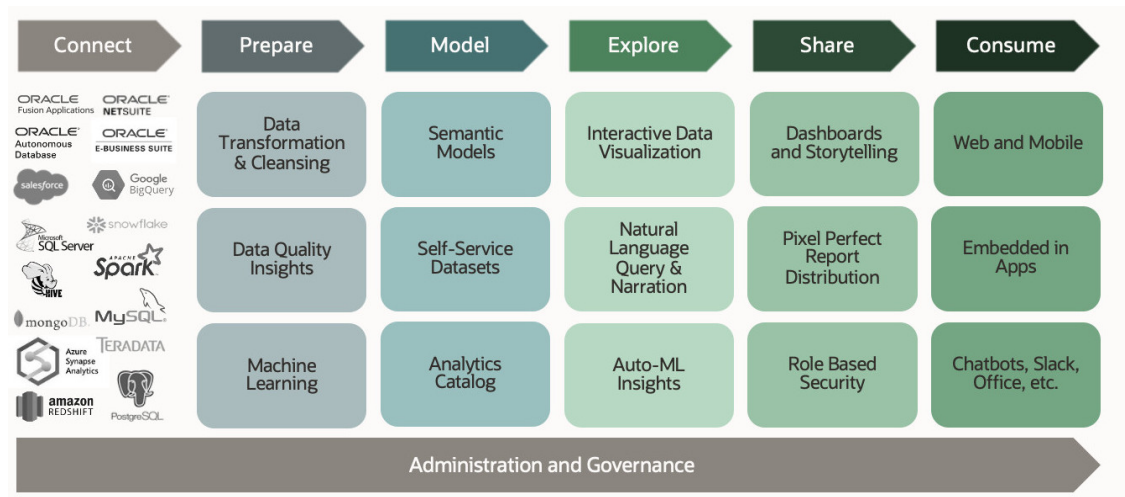 Connect
Prepare
Model
Explore
Share
Consume
ORACLE
Fusion Applications
ORACLE
NETSUITE
ORACLE
Autonomous
Database
ORACLE
E-BUSINESS SUITE
salesforce
Google
BigQuery
Microsoft
SQL Server
snowflake
HIVE
APACHE
Spark
mongoDB.
MySQL
Azure
Synapse
Analytics
TERADATA
amazon
REDSHIFT
PostgreSQL
Data
Transformation
& Cleansing
Semantic
Models
Interactive Data
Visualization
Dashboards
and Storytelling
Web and Mobile
Data Quality
Insights
Self-Service
Datasets
Natural
Language
Query &
Narration
Pixel Perfect
Report
Distribution
Embedded in
Apps
Machine
Learning
Analytics
Catalog
Auto-ML
Insights
Role Based
Security
Chatbots, Slack,
Office, etc.
Administration and Governance